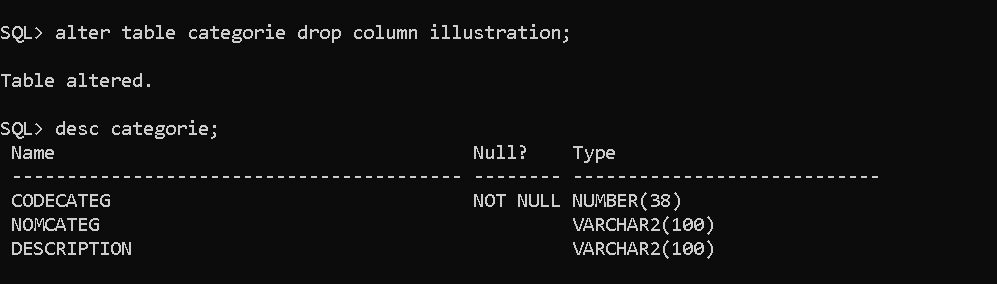 SQL> alter table categorie drop column illustration;
Table altered.
SQL> desc categorie;
Name Null? Type
----------------------------------------- -------- ----------------------------
CODECATEG NOT NULL NUMBER(38)
NOMCATEG VARCHAR2(100)
DESCRIPTION VARCHAR2(100)